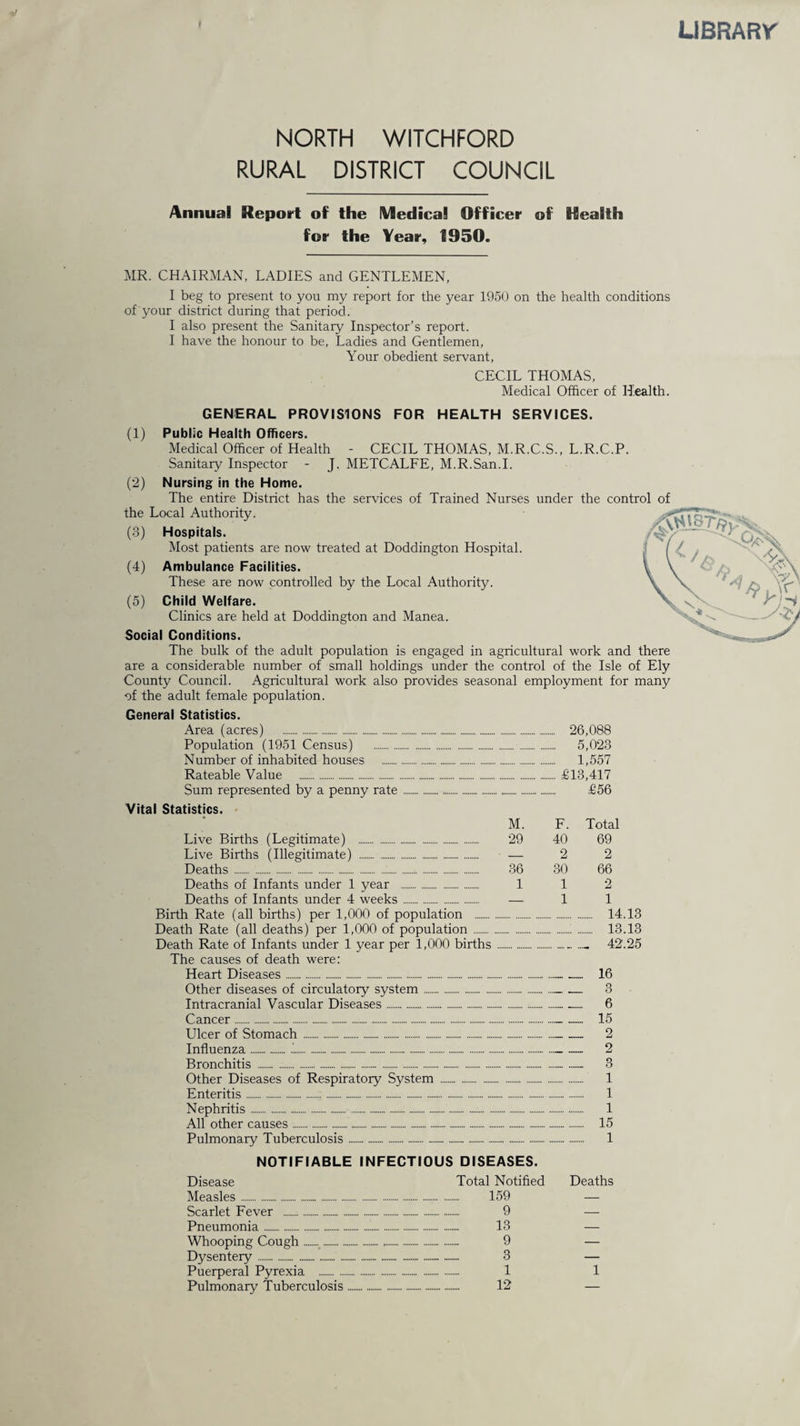 LIBRARY
NORTH WITCHFORD
RURAL DISTRICT COUNCIL
Annual Report of the Medical Officer of Health
for the Year, 1950.
MR. CHAIRMAN, LADIES and GENTLEMEN,
I beg to present to you my report for the year 1950 on the health conditions
of your district during that period.
I also present the Sanitary Inspector's report.
I have the honour to be, Ladies and Gentlemen,
Your obedient servant,
CECIL THOMAS,
Medical Officer of Health.
GENERAL PROVISIONS FOR HEALTH SERVICES.
(1) Public Health Officers.
Medical Officer of Health - CECIL THOMAS, M.R.C.S., L.R.C.P.
Sanitary Inspector - J. METCALFE, M.R.San.I.
(2) Nursing in the Home.
The entire District has the services of Trained Nurses under the control of
the Local Authority.
(3) Hospitals.
Most patients are now treated at Doddington Hospital.
(4) Ambulance Facilities.
These are now controlled by the Local Authority.
(5) Child Welfare.
Clinics are held at Doddington and Manea.
MINISTRY OF
LIBRARY
Social Conditions.
The bulk of the adult population is engaged in agricultural work and there
are a considerable number of small holdings under the control of the Isle of Ely
County Council. Agricultural work also provides seasonal employment for many
of the adult female population.
General Statistics.
Area (acres) 26,088
Population (1951 Census) 5,023
Number of inhabited houses 1,557
Rateable Value £13,417
Sum represented by a penny rate £56
Vital Statistics.
M. F. Total
Live Births (Legitimate) 29 40 69
Live Births (Illegitimate) — 2 2
Deaths 36 30 66
Deaths of Infants under 1 year 1 1 2
Deaths of Infants under 4 weeks — 1 1
Birth Rate (all births) per 1,000 of population 14.13
Death Rate (all deaths) per 1,000 of population 13.13
Death Rate of Infants under 1 year per 1,000 births 42.25
The causes of death were:
Heart Diseases 16
Other diseases of circulatory system 3
Intracranial Vascular Diseases 6
Cancer 15
Ulcer of Stomach 2
Influenza 2
Bronchitis 3
Other Diseases of Respiratory System 1
Enteritis 1
Nephritis 1
All other causes 15
Pulmonary Tuberculosis 1
NOTIFIABLE INFECTIOUS DISEASES.
Disease Total Notified Deaths
Measles 159 —
Scarlet Fever 9 —
Pneumonia 13 —
Whooping Cough 9 —
Dysentery 3 —
Puerperal Pyrexia 1 1
Pulmonary Tuberculosis 12 —